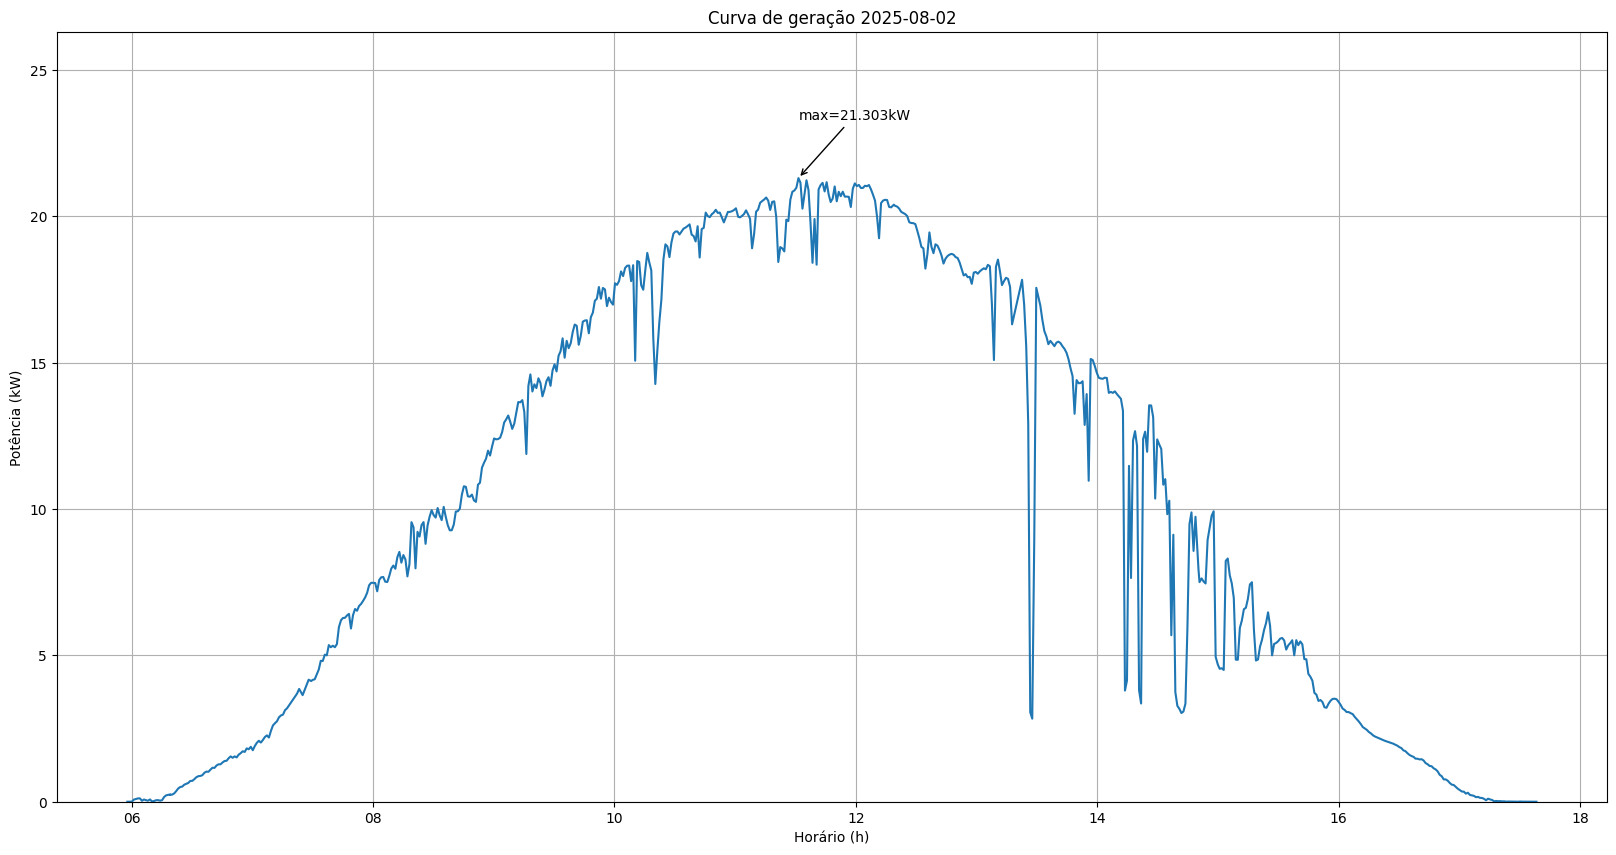 Curva de geração 2025-08-02
max=21.303kW
Potência (kW)
25
20
15
10
5
0
06 08 10 12 14 16 18
Horário (h)